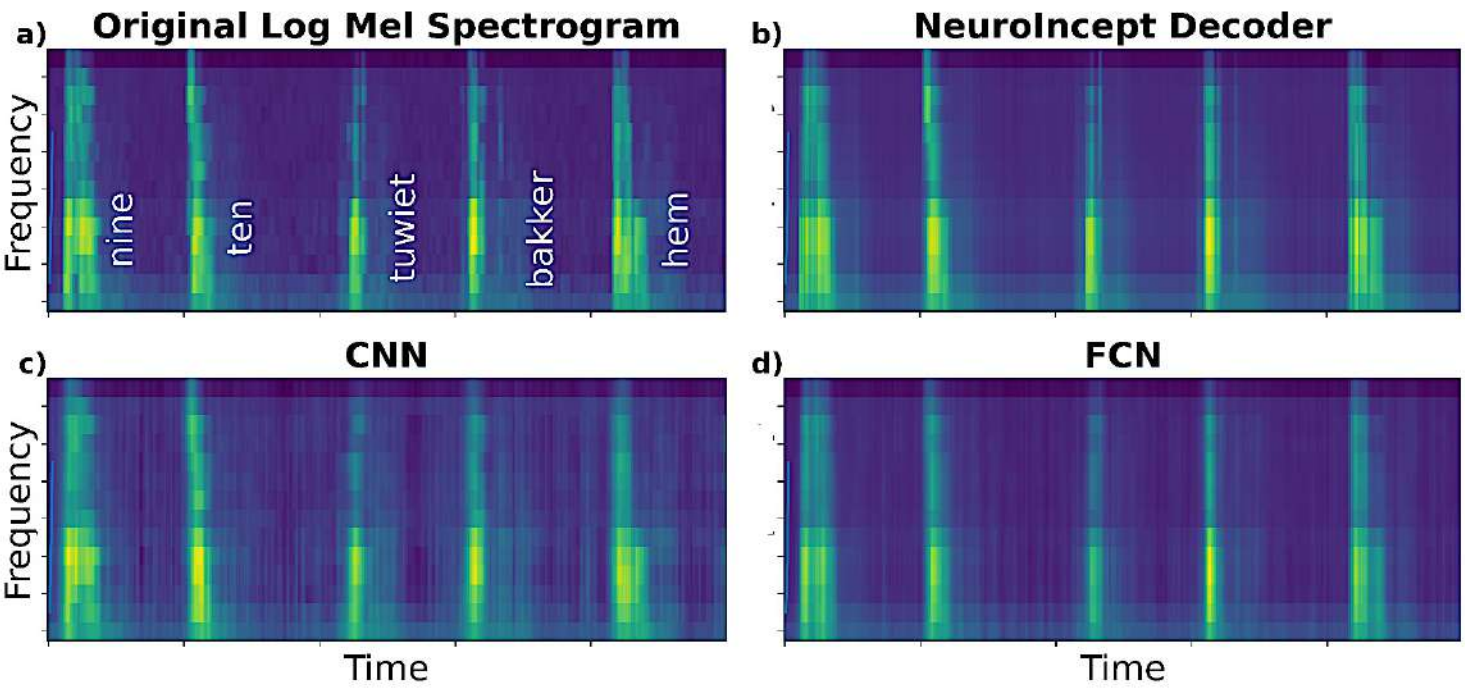 a) Original Log Mel Spectrogram
b) NeuroIncept Decoder
Frequency
nine
ten
tuwiet
bakker
hem
c) CNN
d) FCN
Frequency
Time
Time